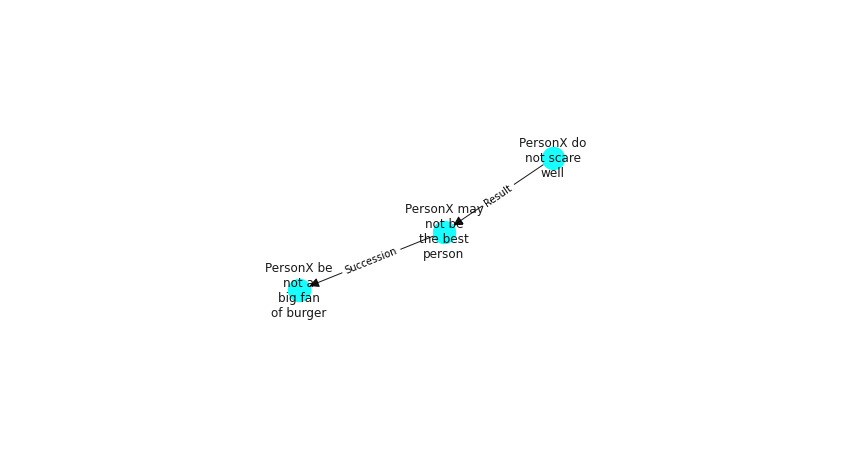 PersonX do
not scare
well
Result
PersonX may
not be
the best
person
Succession
PersonX be
not a
big fan
of burger